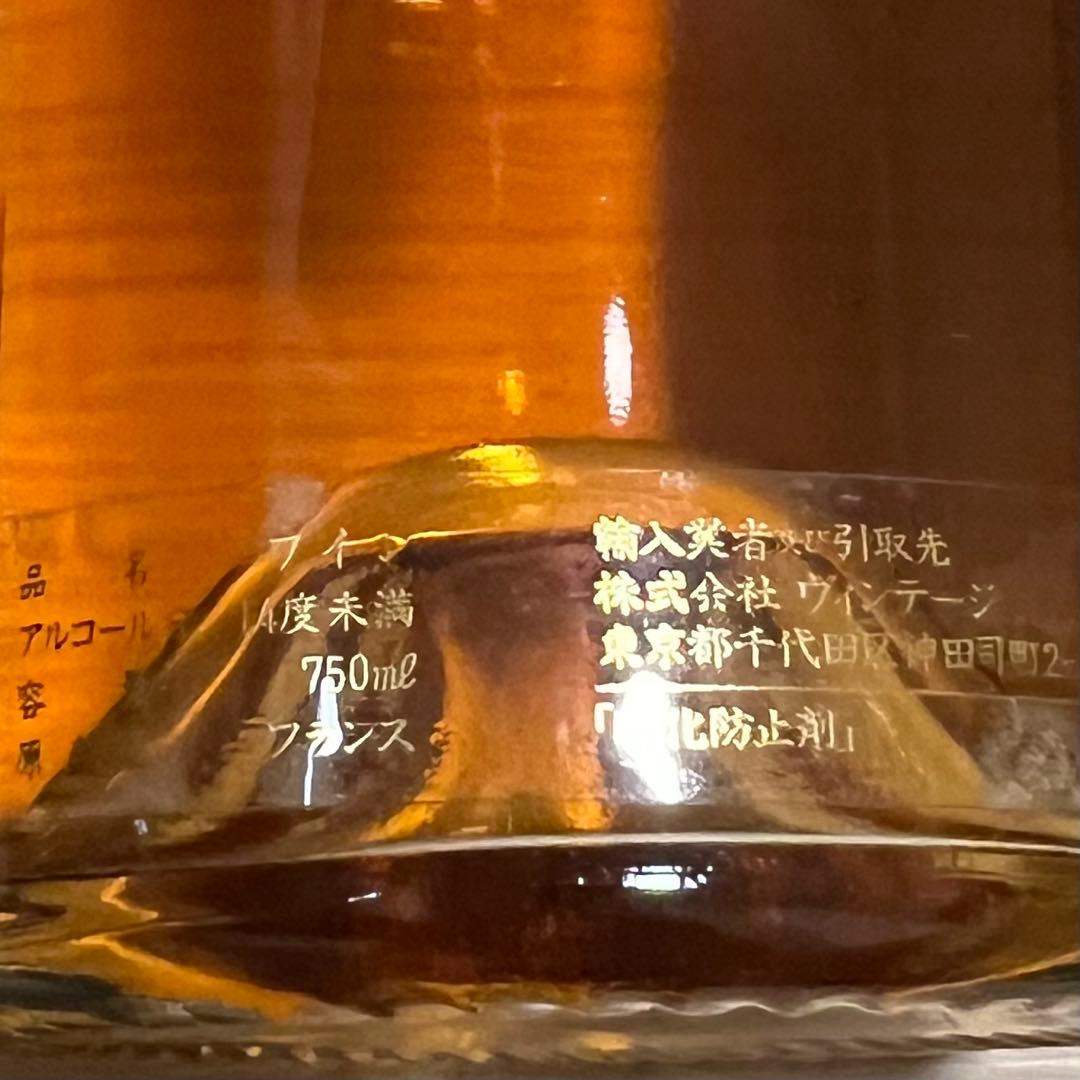 品 名 ワイン
アルコール 14度未満
容 750ml
原 フランス
輸入業者及び引取先
株式会社 ヴィンテージ
東京都千代田区神田司町2-
「酸化防止剤」